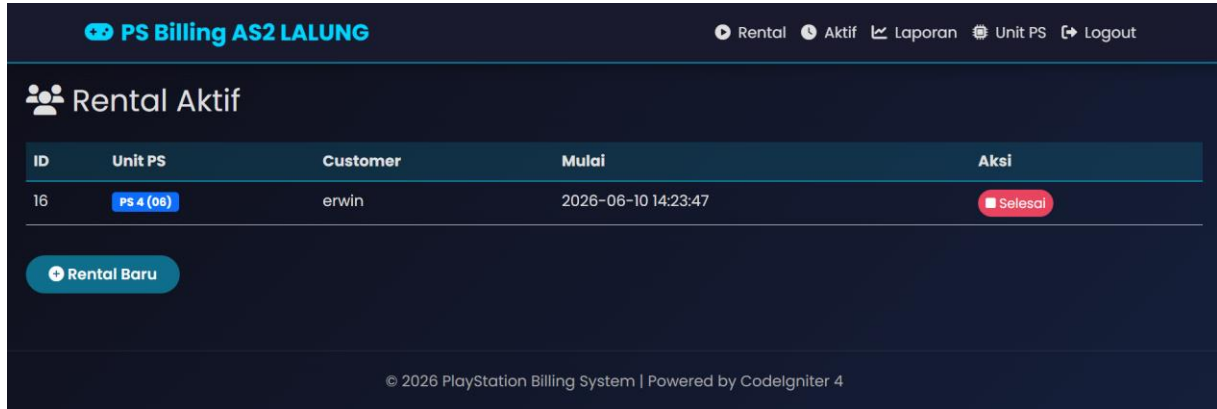 PS Billing AS2 LALUNG
Rental Aktif Laporan Unit PS Logout
Rental Aktif
ID Unit PS Customer Mulai Aksi
16 PS 4 (06) erwin 2026-06-10 14:23:47 Selesai
Rental Baru
© 2026 PlayStation Billing System | Powered by CodeIgniter 4